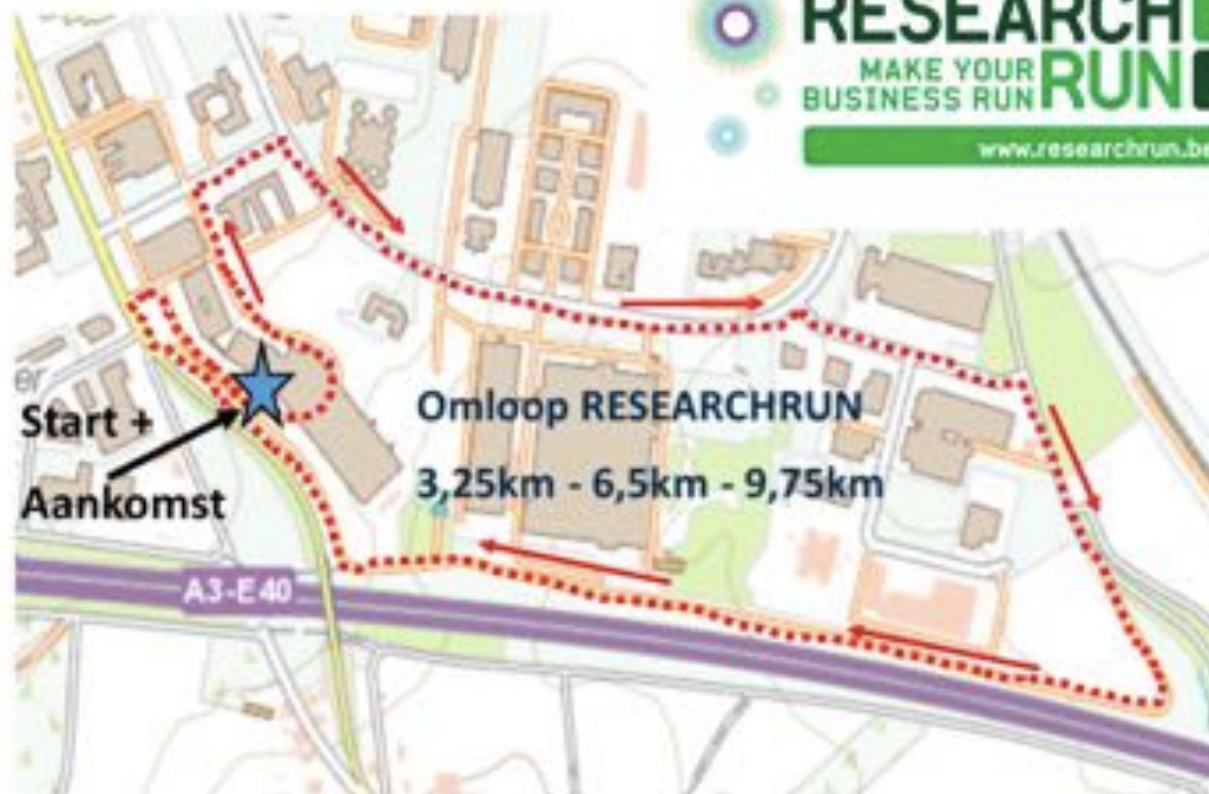 RESEARCH
MAKE YOUR
BUSINESS RUN
RUN
www.researchrun.be
Start +
Aankomst
Omloop RESEARCHRUN
3,25km - 6,5km - 9,75km
A3-E40